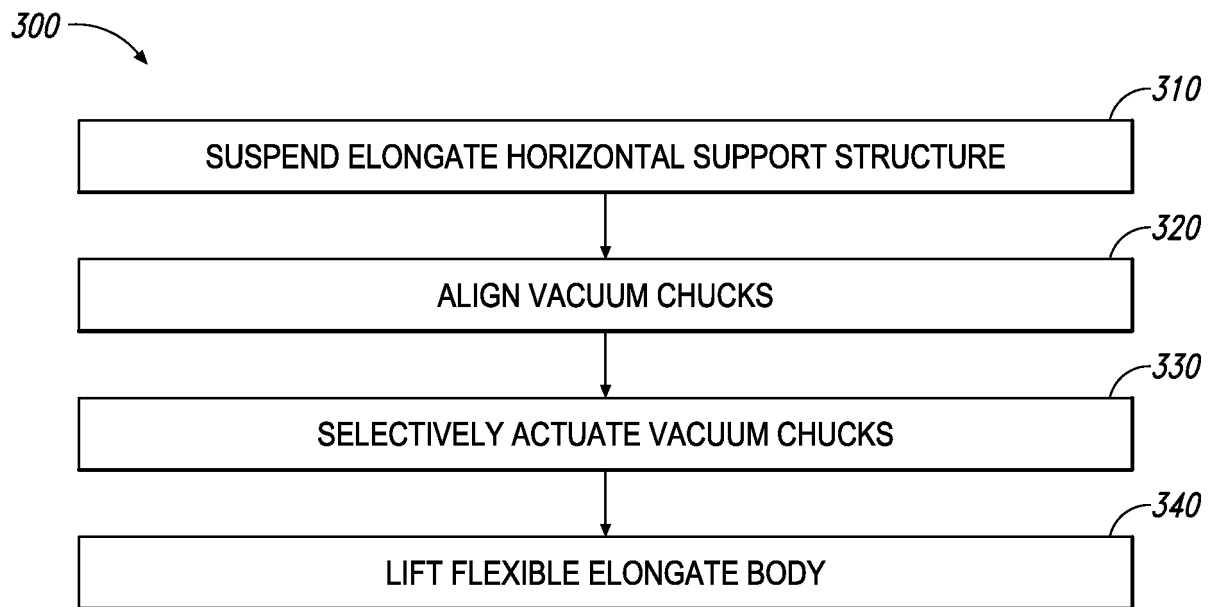 300
310
SUSPEND ELONGATE HORIZONTAL SUPPORT STRUCTURE
320
ALIGN VACUUM CHUCKS
330
SELECTIVELY ACTUATE VACUUM CHUCKS
340
LIFT FLEXIBLE ELONGATE BODY